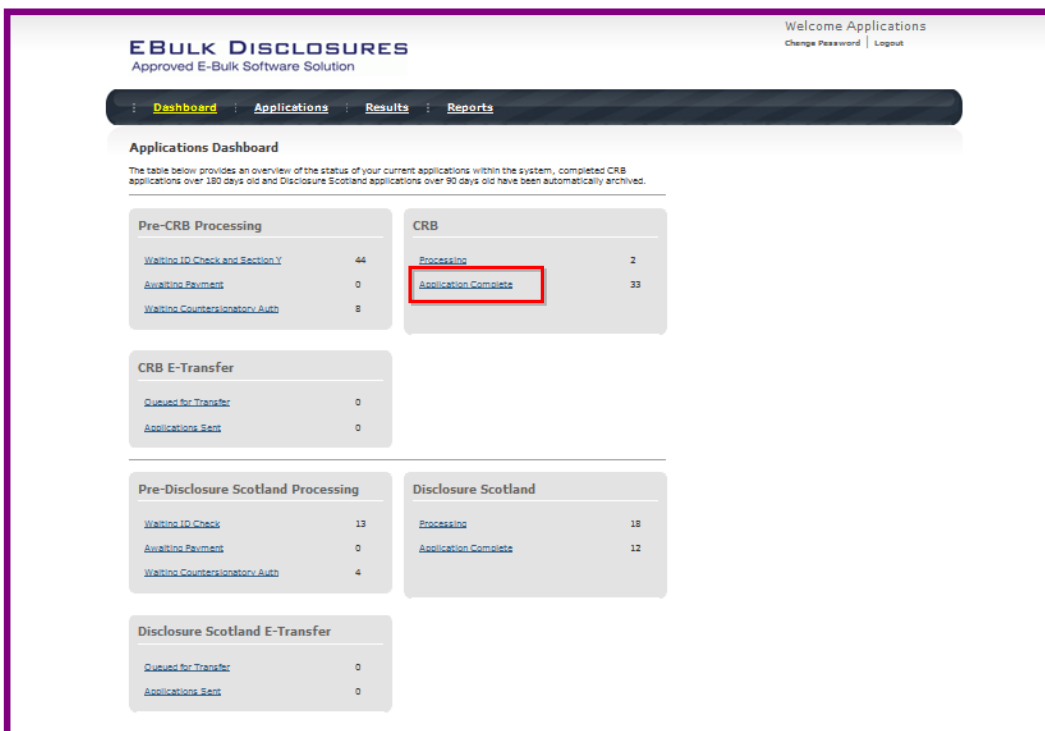 Welcome Applications
Change Password | Logout
EBULK DISCLOSURES
Approved E-Bulk Software Solution
Dashboard Applications Results Reports
Applications Dashboard
The table below provides an overview of the status of your current applications within the system, completed CRB
applications over 180 days old and Disclosure Scotland applications over 90 days old have been automatically archived.
Pre-CRB Processing
Waiting ID Check and Section Y 44
Awaiting Payment 0
Waiting Countersignatory Auth 8
CRB
Processing 2
Application Complete 33
CRB E-Transfer
Queued for Transfer 0
Applications Sent 0
Pre-Disclosure Scotland Processing
Waiting ID Check 13
Awaiting Payment 0
Waiting Countersignatory Auth 4
Disclosure Scotland
Processing 18
Application Complete 12
Disclosure Scotland E-Transfer
Queued for Transfer 0
Applications Sent 0